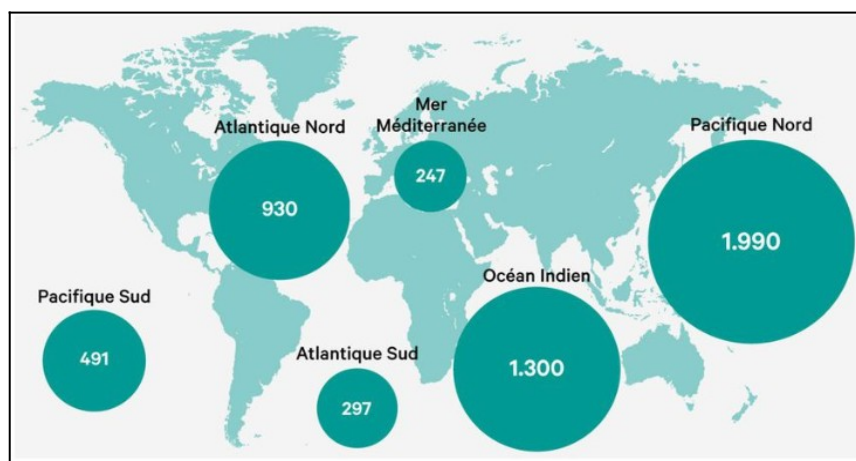 Atlantique Nord
930
Mer
Méditerranée
247
Pacifique Nord
1.990
Pacifique Sud
491
Atlantique Sud
297
Océan Indien
1.300